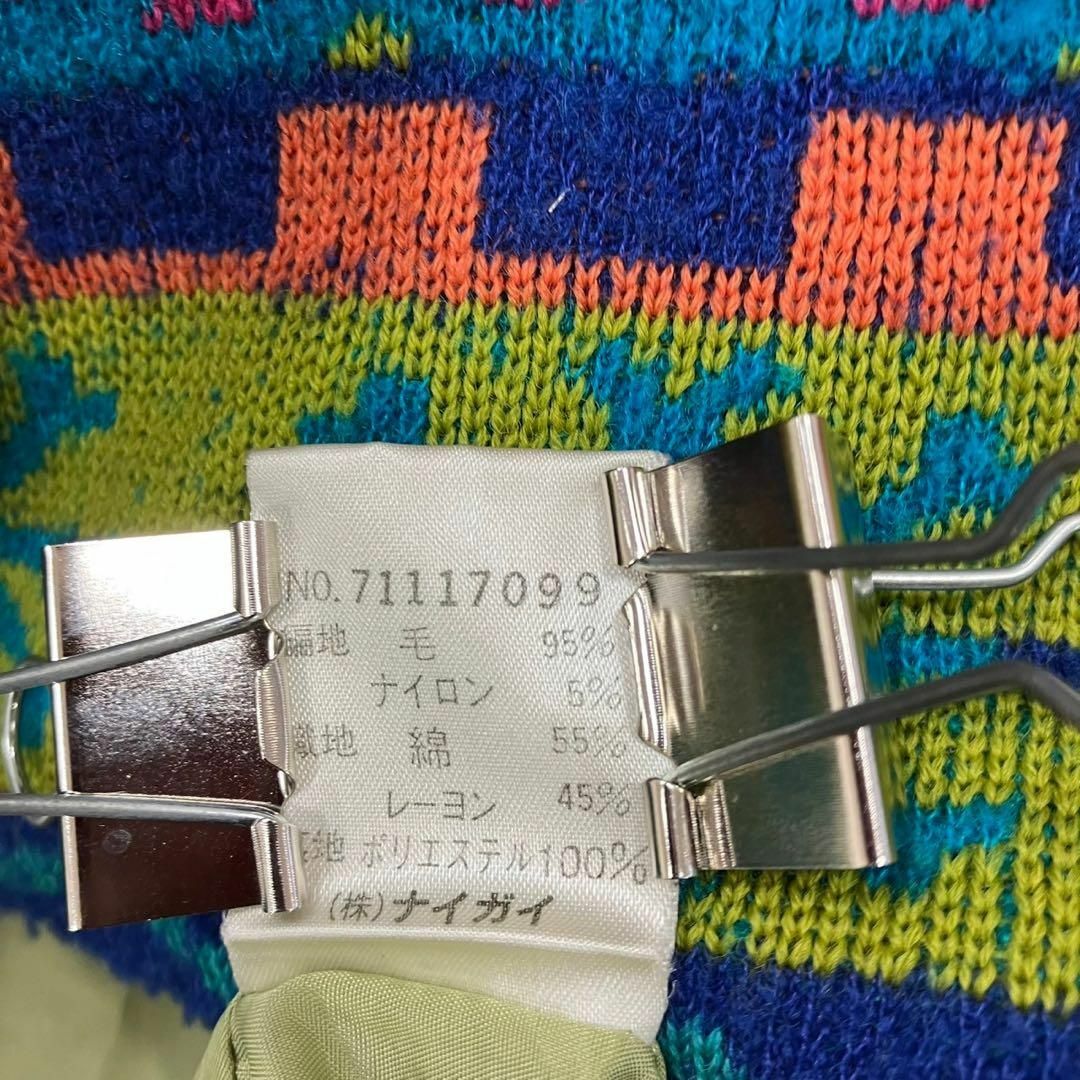 NO.71117099
編地 毛 95%
ナイロン 5%
織地 綿 55%
レーヨン 45%
地 ポリエステル100%
(株)ナイガイ